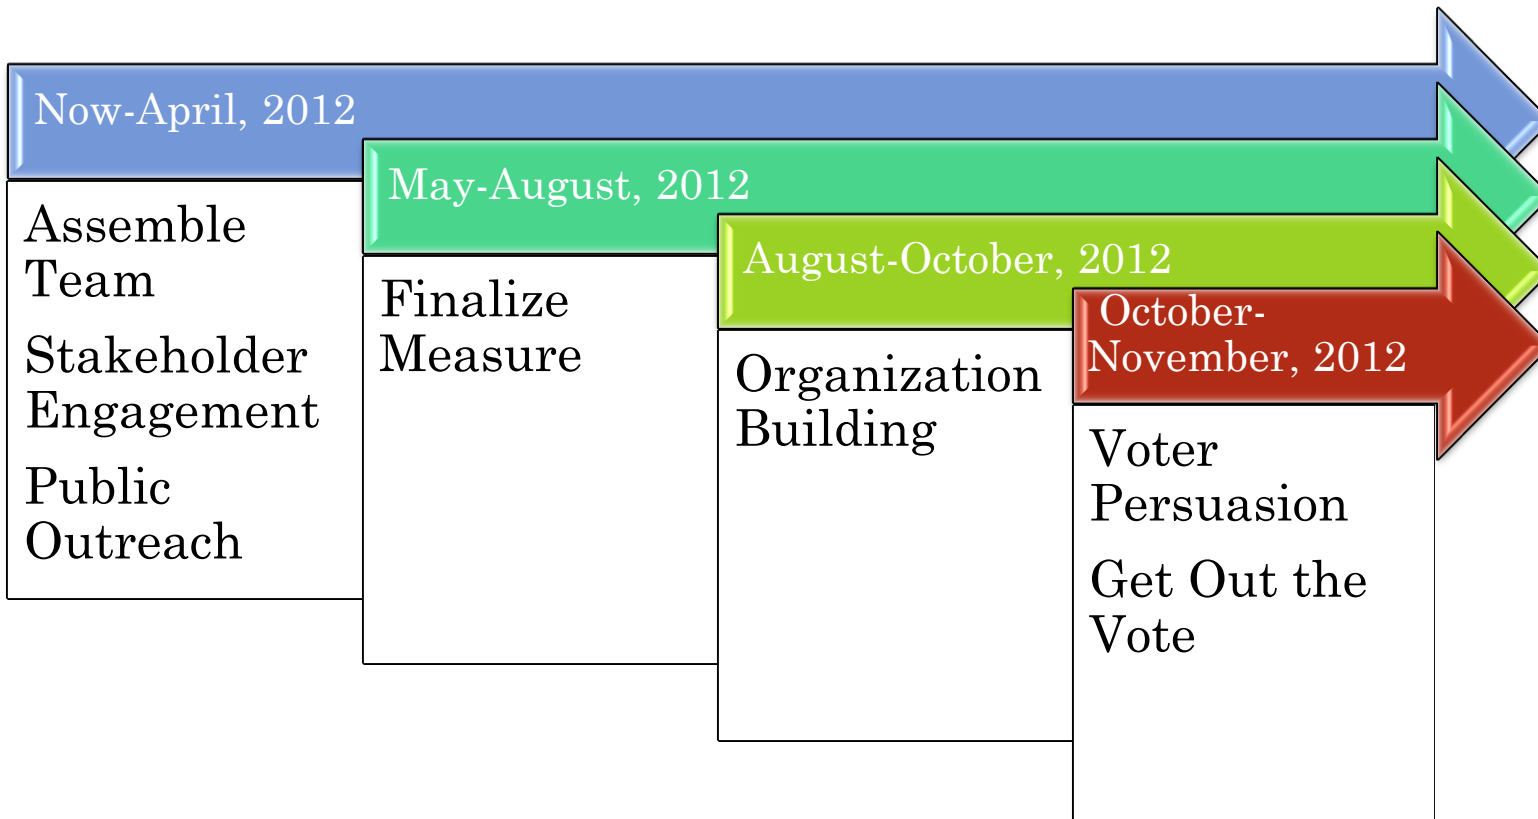 Now-April, 2012
Assemble
Team
Stakeholder
Engagement
Public
Outreach
May-August, 2012
Finalize
Measure
August-October, 2012
Organization
Building
October-
November, 2012
Voter
Persuasion
Get Out the
Vote